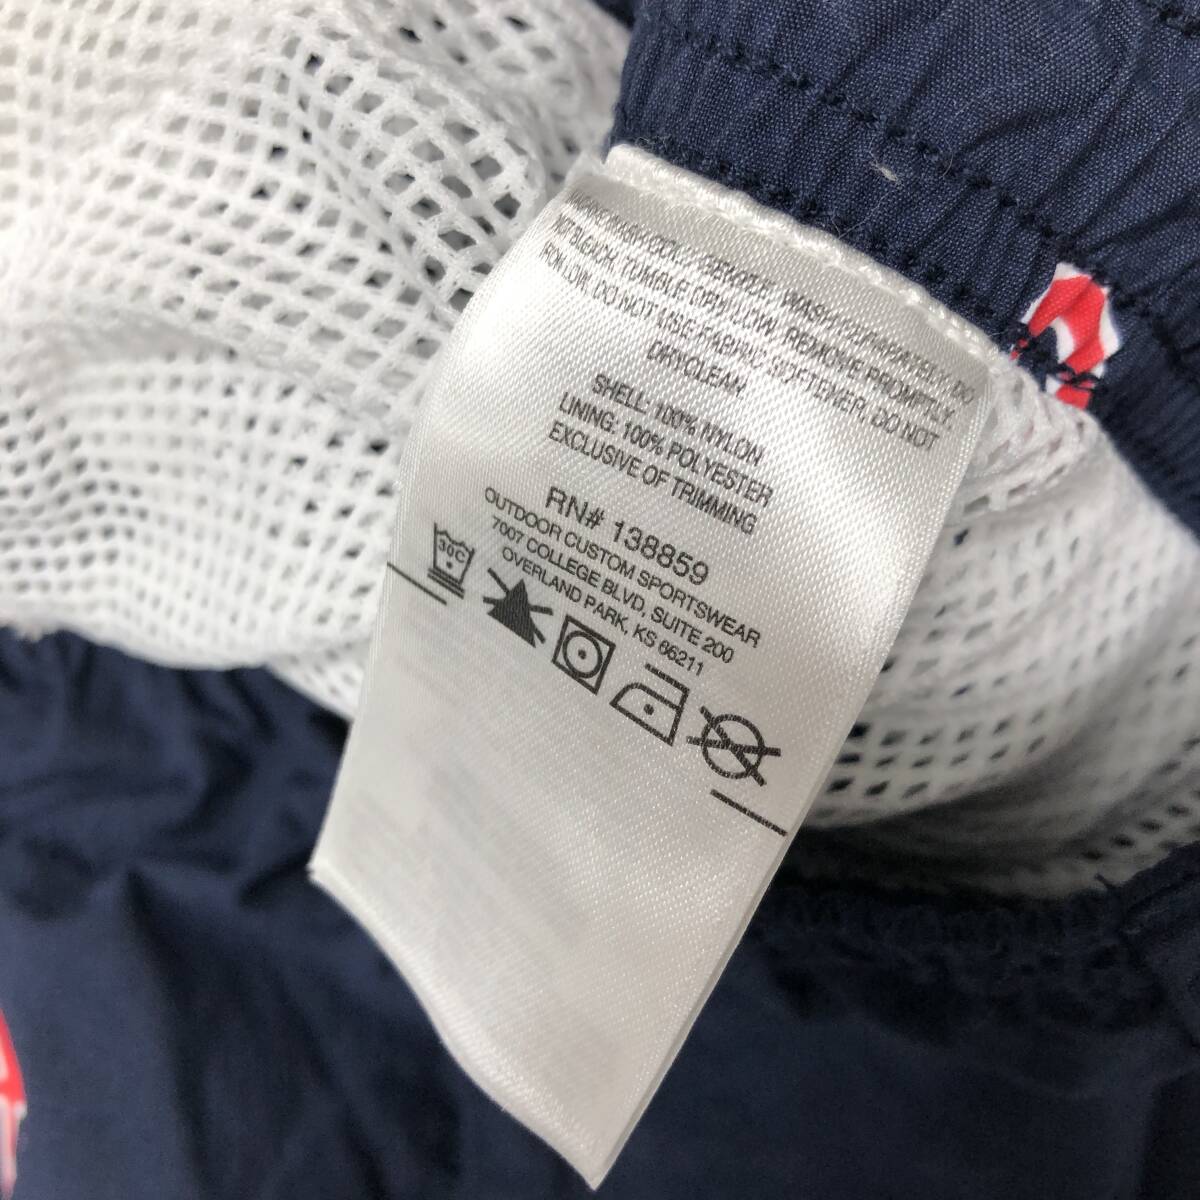 WASH SEPARATELY, DO
NOT BLEACH, TUMBLE DRY LOW, REMOVE PROMPTLY,
IRON LOW, DO NOT USE FABRIC SOFTENER, DO NOT
DRYCLEAN
SHELL: 100% NYLON
LINING: 100% POLYESTER
EXCLUSIVE OF TRIMMING
RN# 138859
OUTDOOR CUSTOM SPORTSWEAR
7007 COLLEGE BLVD, SUITE 200
OVERLAND PARK, KS 66211
30C